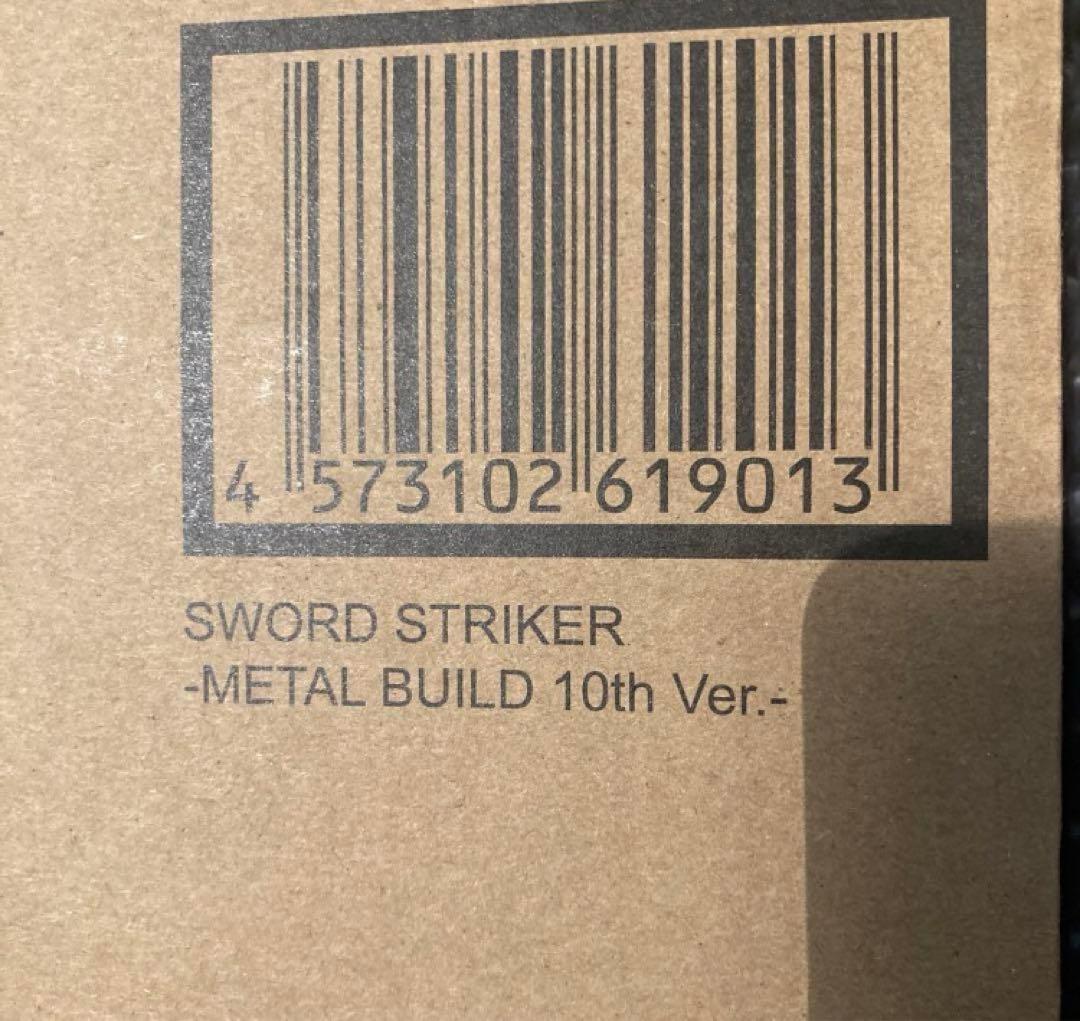 4 573102 619013
SWORD STRIKER
-METAL BUILD 10th Ver.-